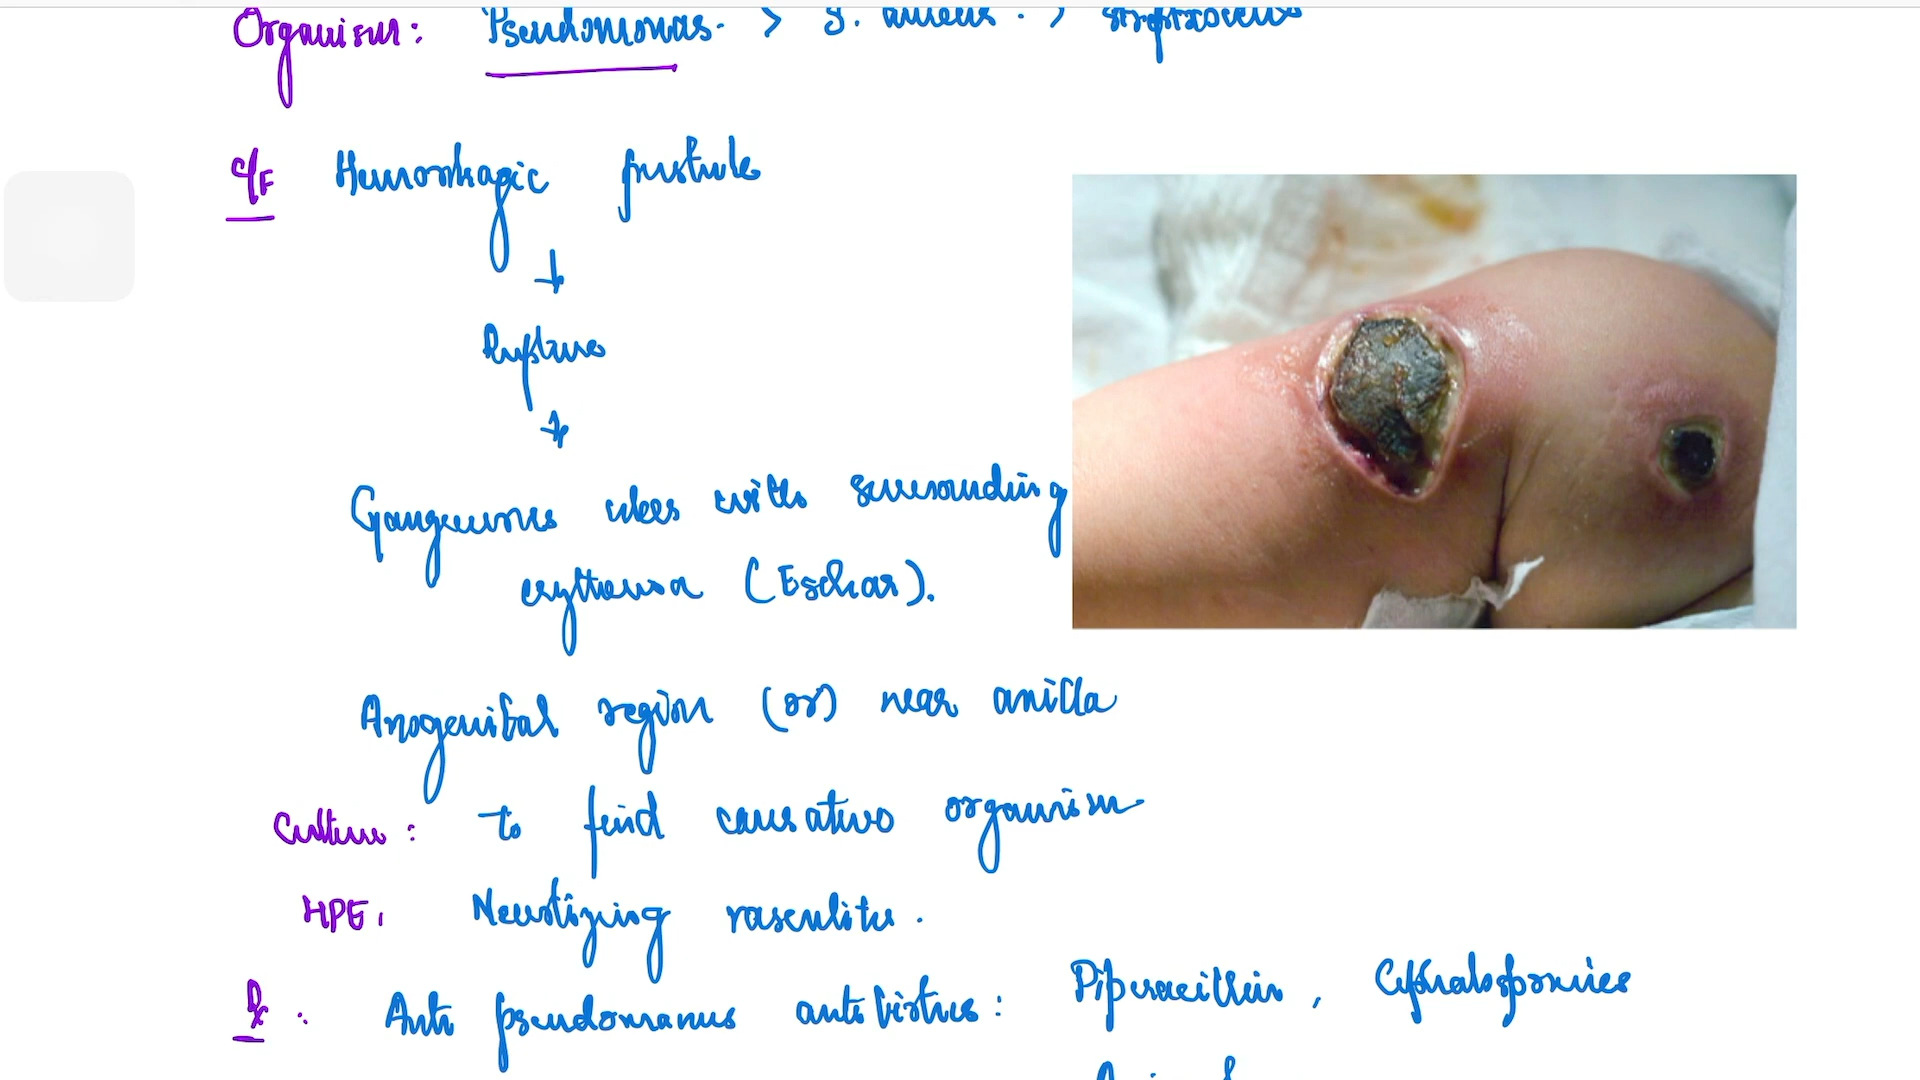 Organism: Pseudomonas > S. aureus > streptococcus
C/F Hemorrhagic pustule
↓
Rupture
↓
Gangrenous ulcer with surrounding
erythema (Eschar).
Anogenital region (or) near axilla
Culture: to find causative organism
HPE: Necrotizing vasculitis.
Rx: Anti pseudomonas antibiotics: Piperacillin, Cephalosporines